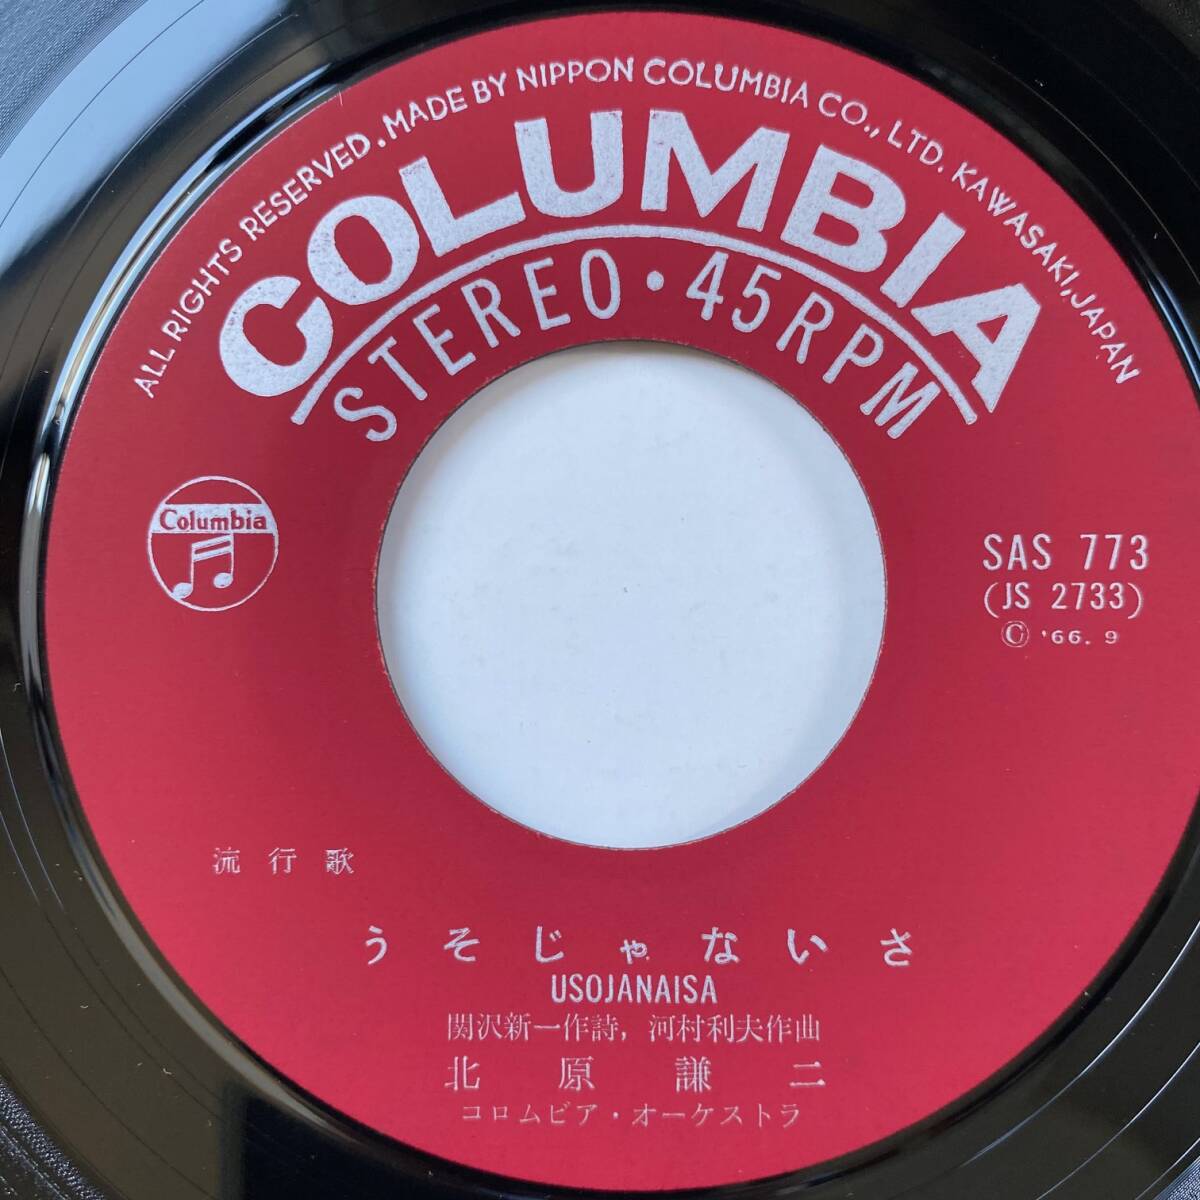 ALL RIGHTS RESERVED. MADE BY NIPPON COLUMBIA CO., LTD. KAWASAKI, JAPAN
COLUMBIA
STEREO・45RPM
Columbia
SAS 773
(JS 2733)
Ⓒ '66. 9
流行歌
うそじゃないさ
USOJANAISA
関沢新一作詩, 河村利夫作曲
北原謙二
コロムビア・オーケストラ